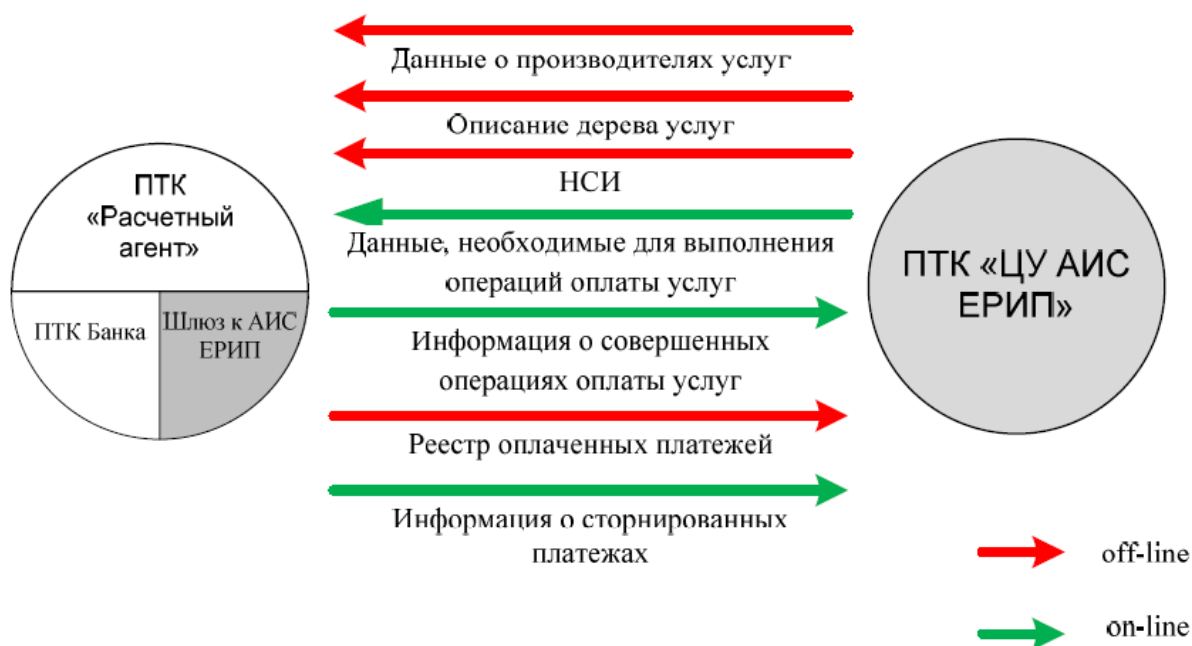 Данные о производителях услуг
Описание дерева услуг
НСИ
Данные, необходимые для выполнения
операций оплаты услуг
Информация о совершенных
операциях оплаты услуг
Реестр оплаченных платежей
Информация о сторнированных
платежах
ПТК
«Расчетный
агент»
ПТК Банка
Шлюз к АИС
ЕРИП
ПТК «ЦУ АИС
ЕРИП»
off-line
on-line